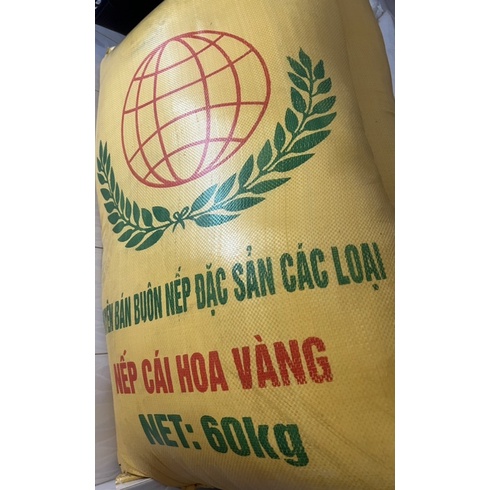 BÁN BUÔN NẾP ĐẶC SẢN CÁC LOẠI
NẾP CÁI HOA VÀNG
NET: 60kg